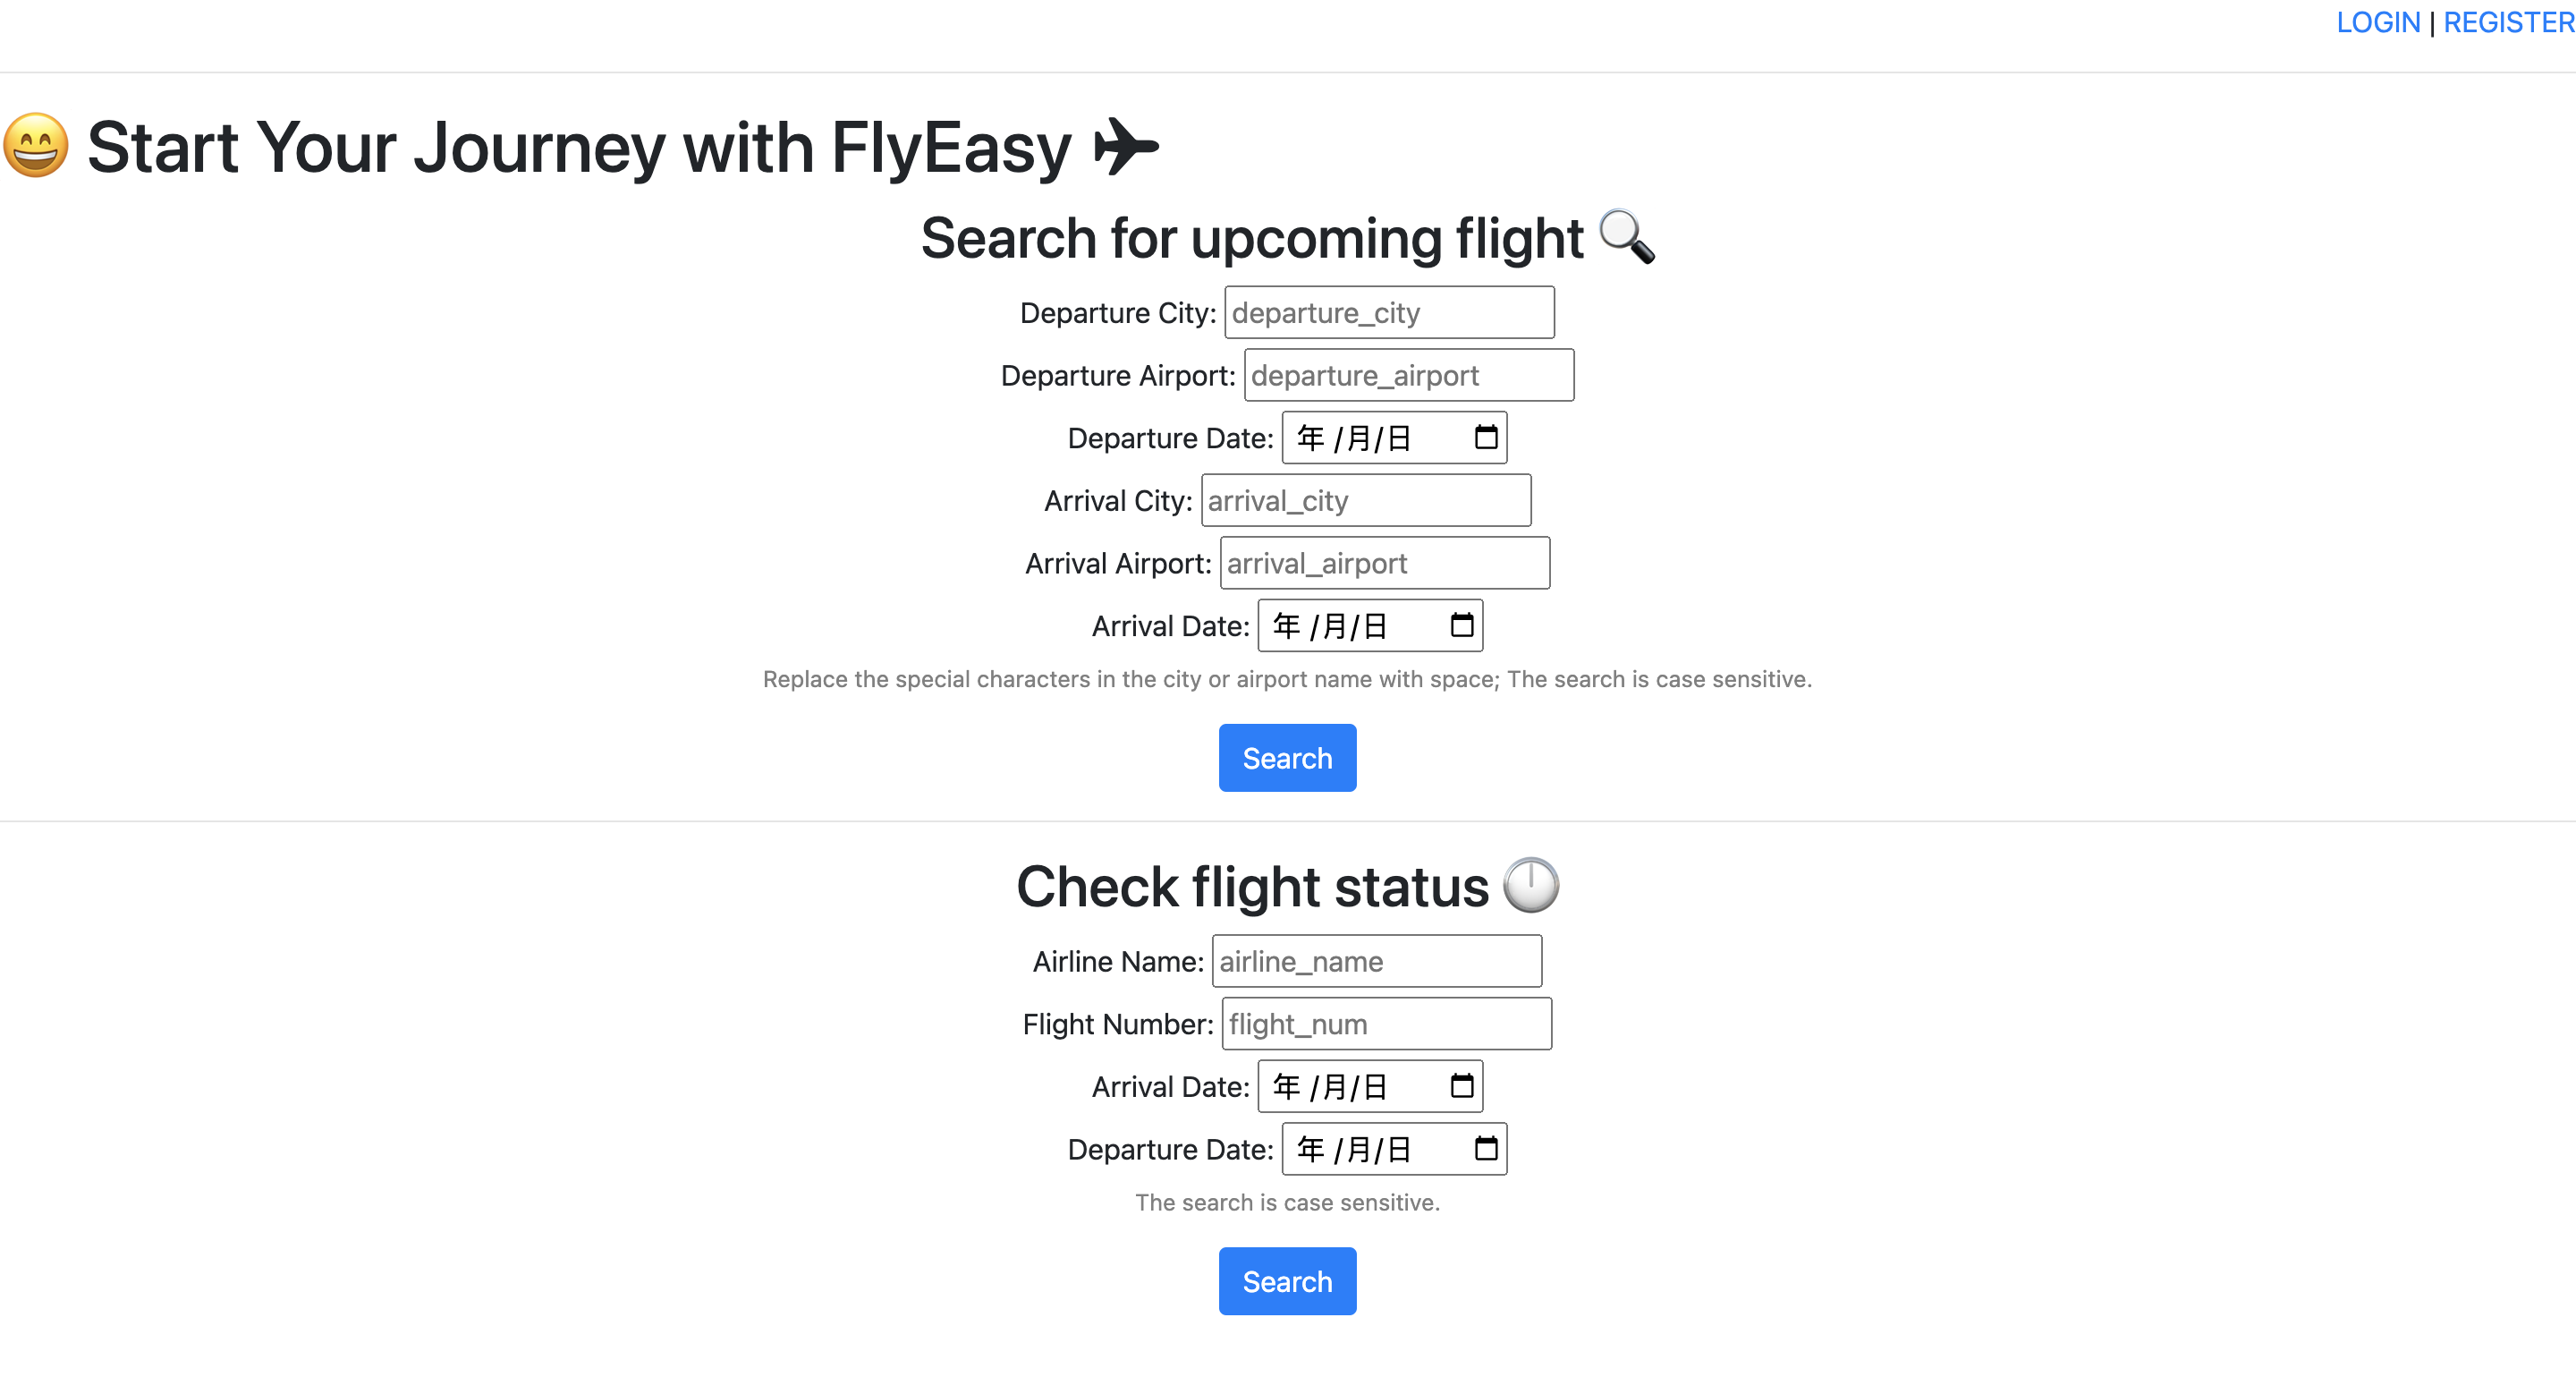 LOGIN | REGISTER
😄 Start Your Journey with FlyEasy ✈
Search for upcoming flight 🔍
Departure City: departure_city
Departure Airport: departure_airport
Departure Date: 年 /月/日
Arrival City: arrival_city
Arrival Airport: arrival_airport
Arrival Date: 年 /月/日
Replace the special characters in the city or airport name with space; The search is case sensitive.
Search
Check flight status 🕛
Airline Name: airline_name
Flight Number: flight_num
Arrival Date: 年 /月/日
Departure Date: 年 /月/日
The search is case sensitive.
Search